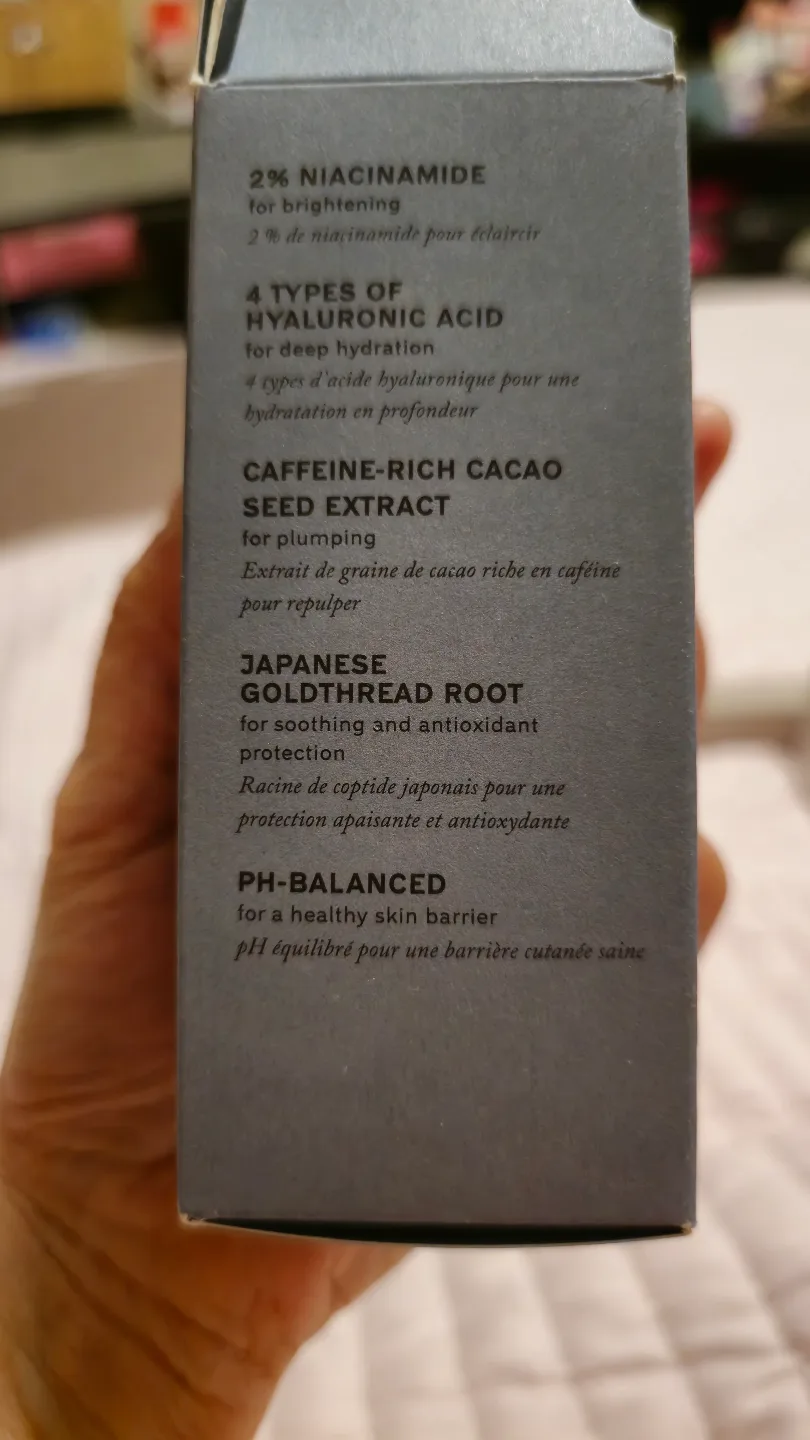 2% NIACINAMIDE
for brightening
2 % de niacinamide pour éclaircir
4 TYPES OF
HYALURONIC ACID
for deep hydration
4 types d'acide hyaluronique pour une
hydratation en profondeur
CAFFEINE-RICH CACAO
SEED EXTRACT
for plumping
Extrait de graine de cacao riche en caféine
pour repulper
JAPANESE
GOLDTHREAD ROOT
for soothing and antioxidant
protection
Racine de coptide japonais pour une
protection apaisante et antioxydante
PH-BALANCED
for a healthy skin barrier
pH équilibré pour une barrière cutanée saine